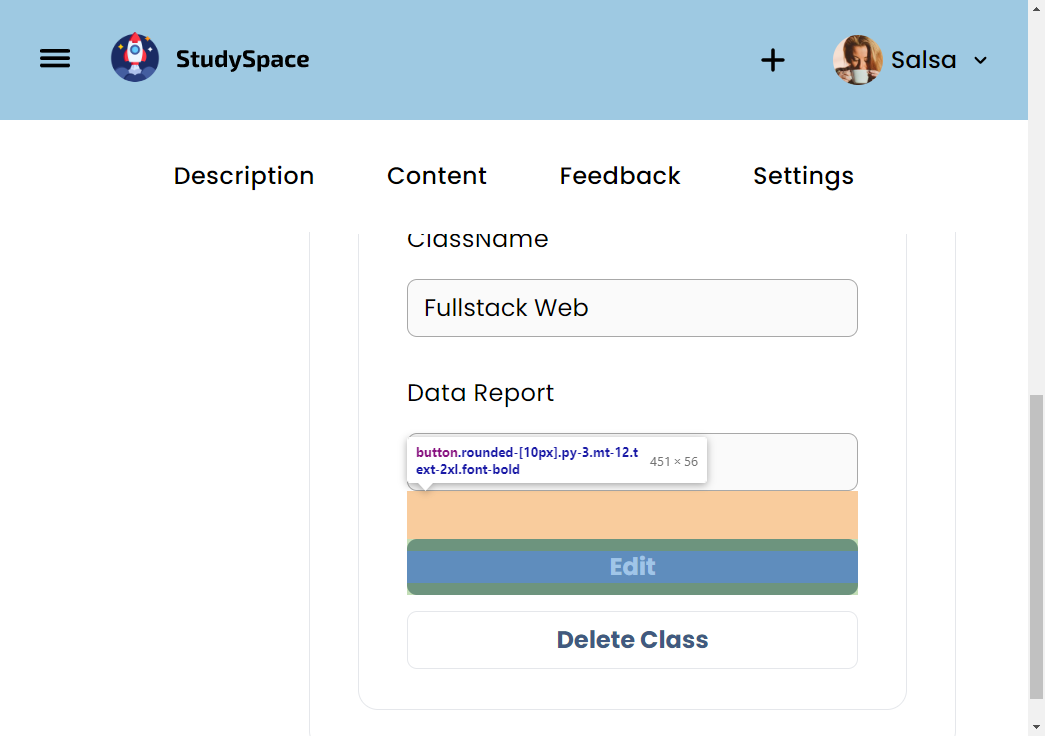 StudySpace
Salsa
Description Content Feedback Settings
ClassName
Fullstack Web
Data Report
button.rounded-[10px].py-3.mt-12.t
ext-2xl.font-bold
451 × 56
Edit
Delete Class